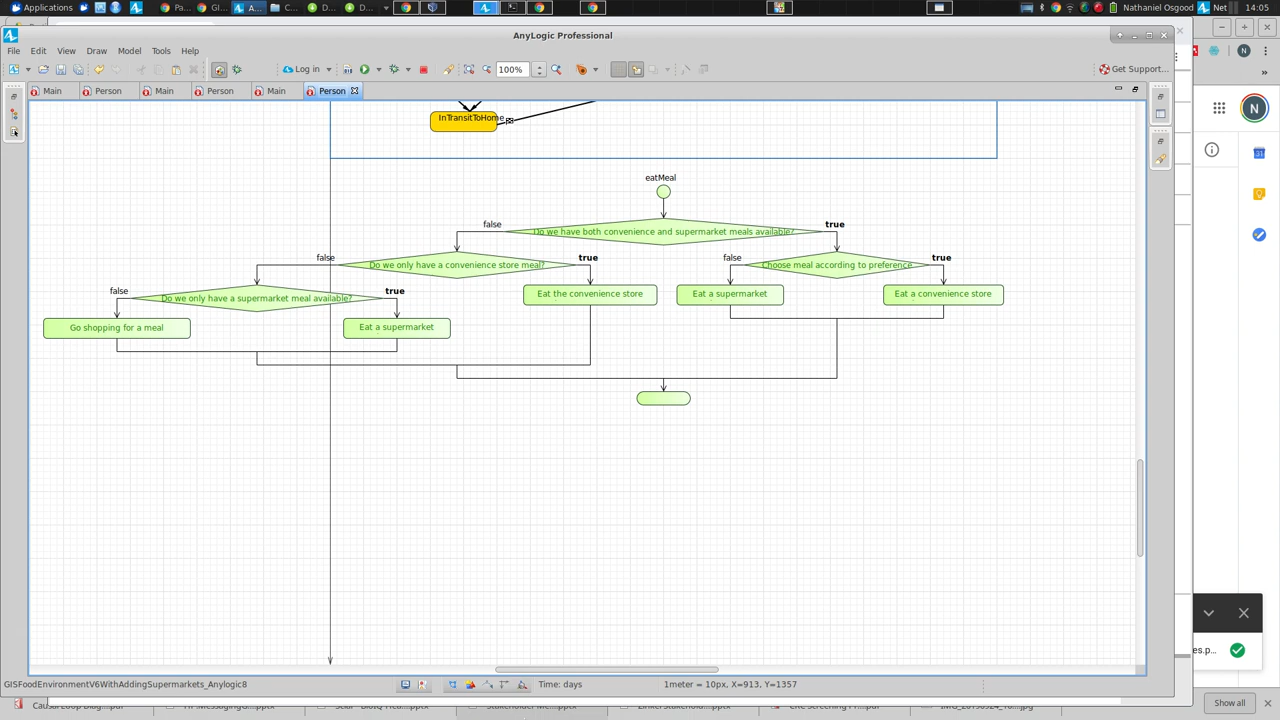 Applications
Nathaniel Osgood
Net
14:05
AnyLogic Professional
File Edit View Draw Model Tools Help
Log in
100%
Get Support...
Main Person Main Person Main Person
InTransitToHome
eatMeal
false
Do we have both convenience and supermarket meals available?
true
false
Do we only have a convenience store meal?
true
false
Choose meal according to preference
true
false
Do we only have a supermarket meal available?
true
Eat the convenience store
Eat a supermarket
Eat a convenience store
Go shopping for a meal
Eat a supermarket
N
N
es.p...
GISFoodEnvironmentV6WithAddingSupermarkets_Anylogic8
Time: days
1meter = 10px, X=913, Y=1357
Show all